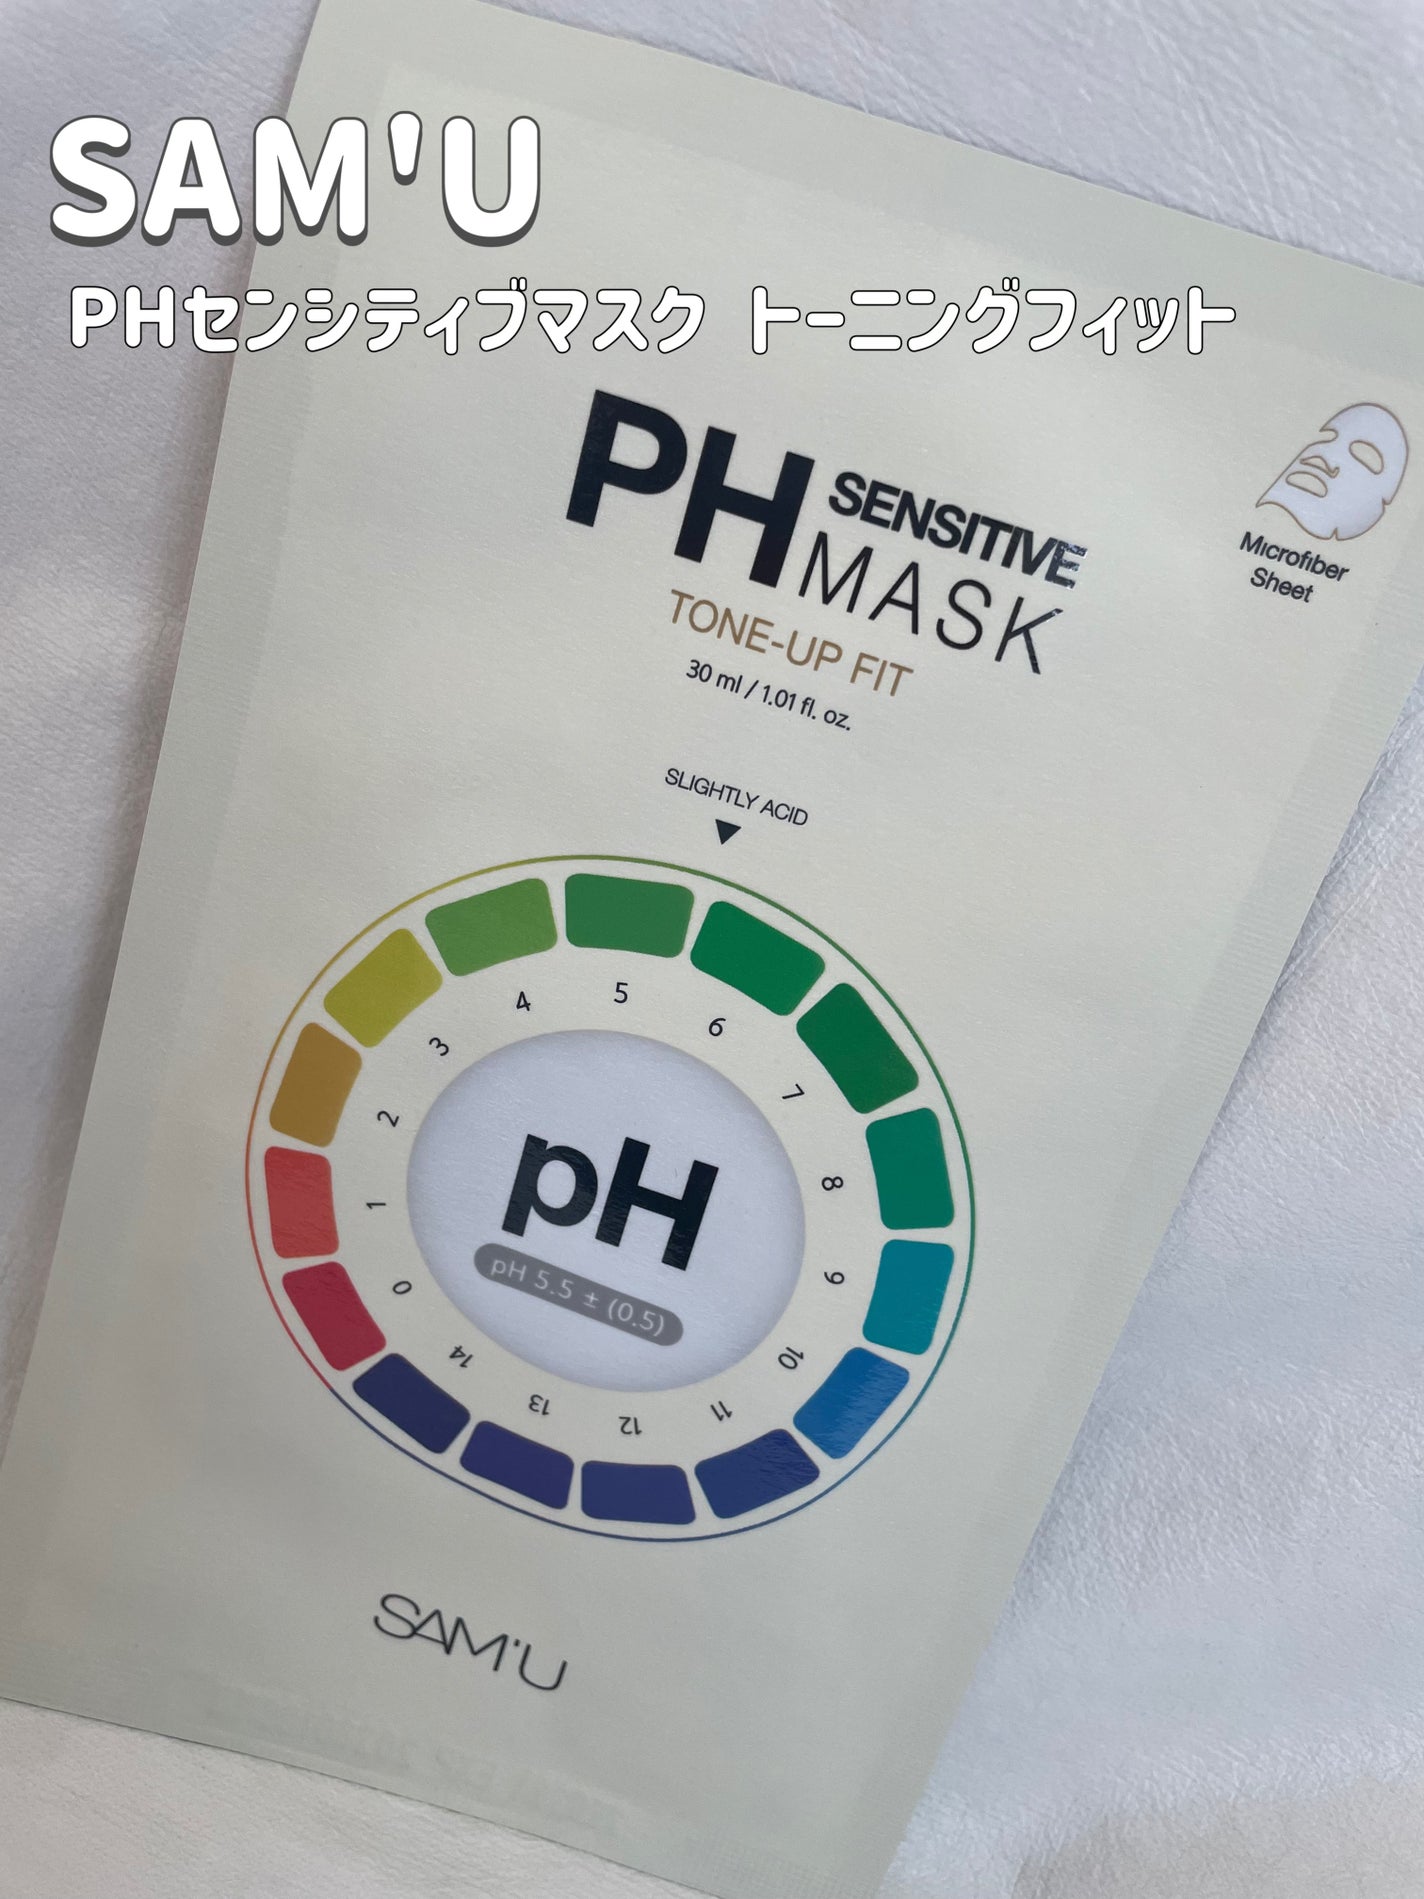 SAM'U
PHセンシティブマスク トーニングフィット
PH SENSITIVE
MASK
TONE-UP FIT
30 ml / 1.01 fl. oz.
Microfiber
Sheet
SLIGHTLY ACID
0
1
2
3
4
5
6
7
8
9
10
11
12
13
14
pH
pH 5.5 ± (0.5)
SAM'U